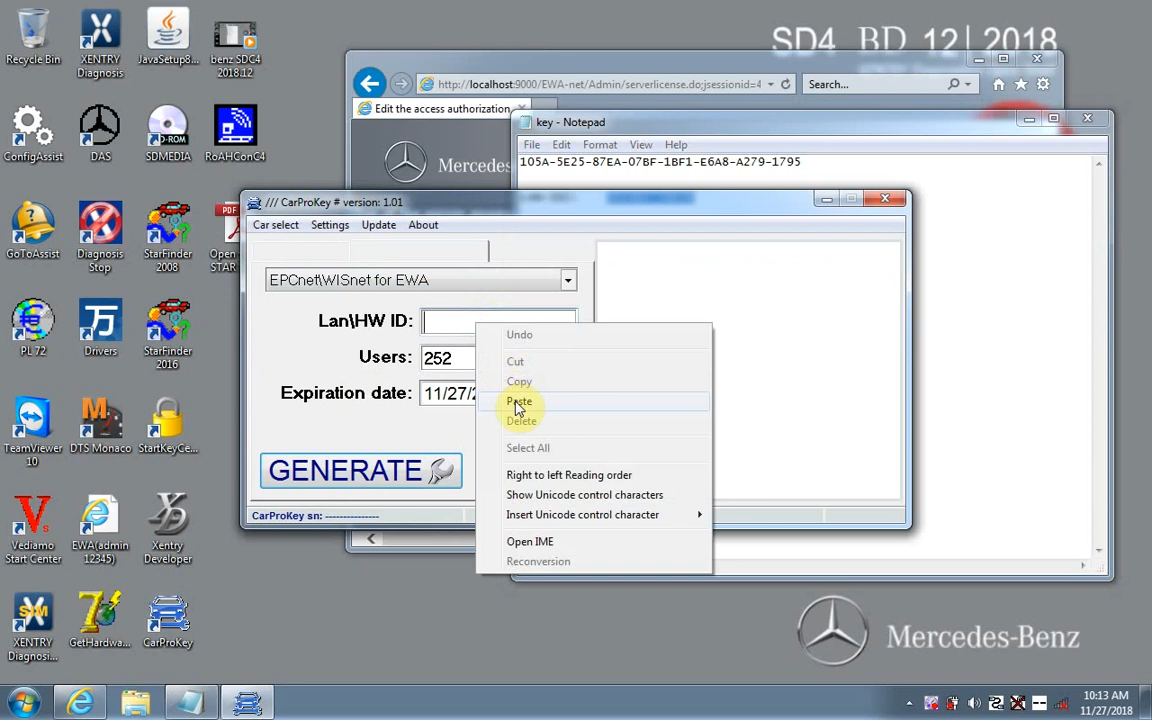 SD4 BD 12 | 2018
Recycle Bin
XENTRY Diagnosis
JavaSetup8...
benz SDC4 2018.12
http://localhost:9000/EWA-net/Admin/serverlicense.do;jsessionid=4
Search...
Edit the access authorization
key - Notepad
File Edit Format View Help
105A-5E25-87EA-07BF-1BF1-E6A8-A279-1795
Mercedes
ConfigAssist
DAS
SDMEDIA
RoAHConC4
/// CarProKey # version: 1.01
Car select Settings Update About
EPCnet\WISnet for EWA
Lan\HW ID:
Users: 252
Expiration date: 11/27/2
GENERATE
CarProKey sn: ---------------
Undo
Cut
Copy
Paste
Delete
Select All
Right to left Reading order
Show Unicode control characters
Insert Unicode control character
Open IME
Reconversion
GoToAssist
Diagnosis Stop
StarFinder 2008
PDF
Open STAR
PL 72
万
Drivers
StarFinder 2016
TeamViewer 10
DTS Monaco
StartKeyCe...
Vediamo Start Center
EWA(admin 12345)
Xentry Developer
SIM
XENTRY Diagnosi...
GetHardwa...
CarProKey
Mercedes-Benz
10:13 AM
11/27/2018